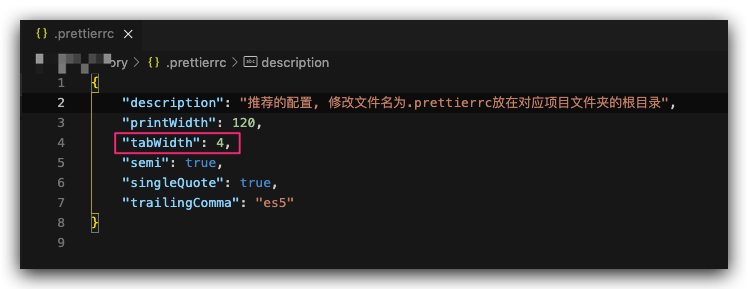 {} .prettierrc ×
ory > {} .prettierrc > abc description
1 {
2 "description": "推荐的配置, 修改文件名为.prettierrc放在对应项目文件夹的根目录",
3 "printWidth": 120,
4 "tabWidth": 4,
5 "semi": true,
6 "singleQuote": true,
7 "trailingComma": "es5"
8 }
9